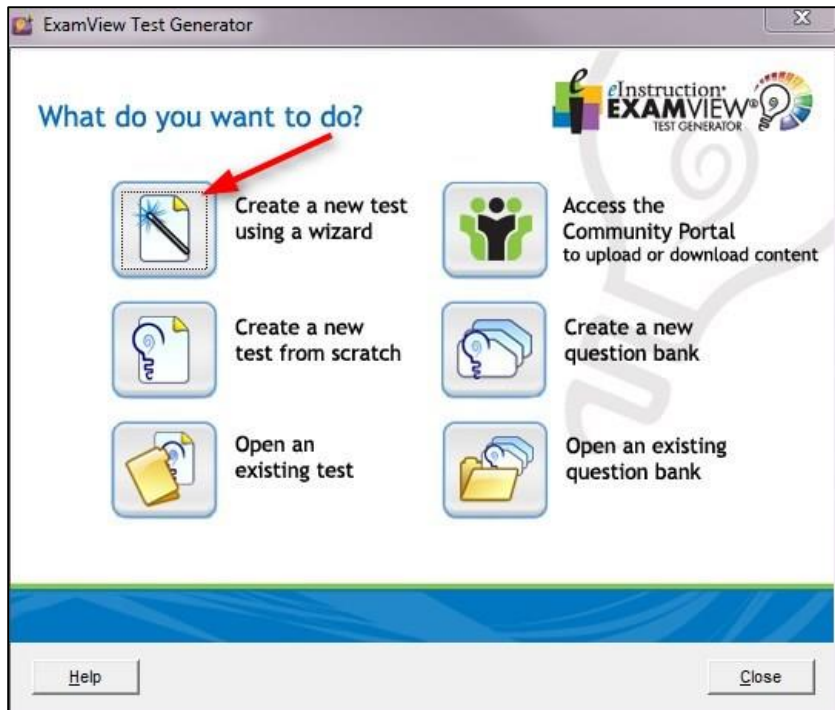 ExamView Test Generator
What do you want to do?
eInstruction®
EXAMVIEW®
TEST GENERATOR
Create a new test
using a wizard
Access the
Community Portal
to upload or download content
Create a new
test from scratch
Create a new
question bank
Open an
existing test
Open an existing
question bank
Help
Close